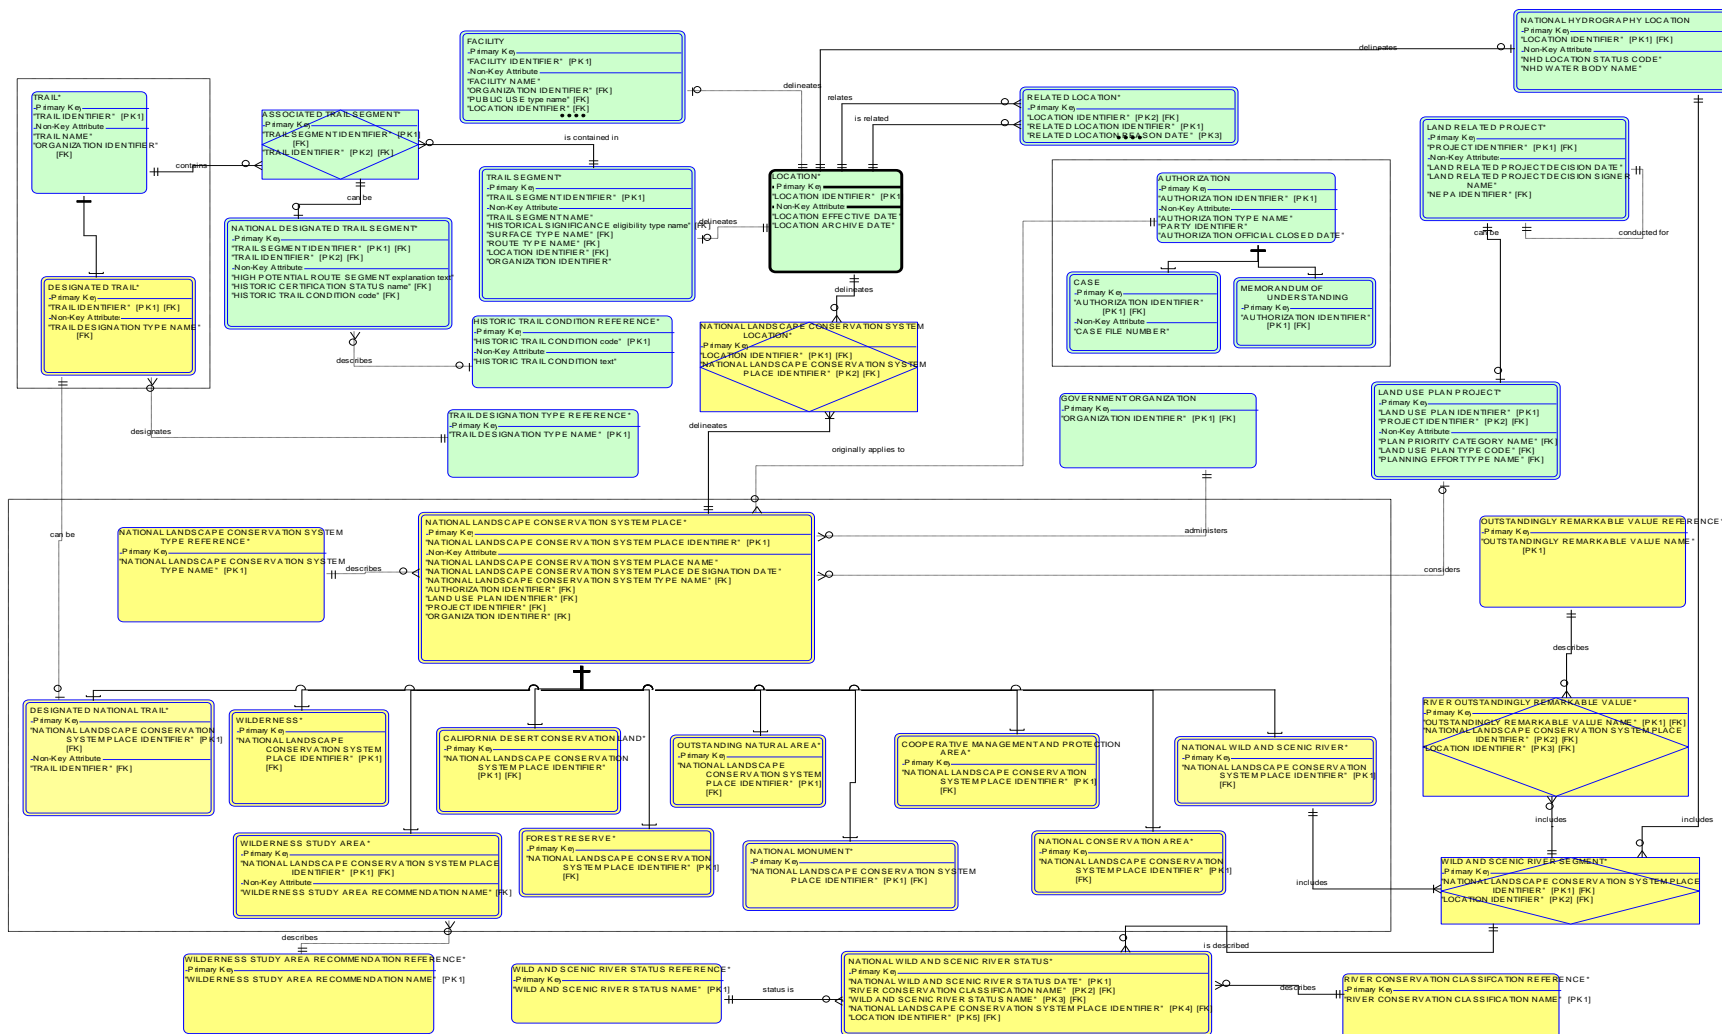 FACILITY
-Primary Key
"FACILITY IDENTIFIER" [PK1]
-Non-Key Attribute
"FACILITY NAME"
"ORGANIZATION IDENTIFIER" [FK]
"PUBLIC USE type name" [FK]
"LOCATION IDENTIFIER" [FK]
NATIONAL HYDROGRAPHY LOCATION
-Primary Key
"LOCATION IDENTIFIER" [PK1] [FK]
-Non-Key Attribute
"NHD LOCATION STATUS CODE"
"NHD WATER BODY NAME"
delineates
delineates
relates
is related
RELATED LOCATION"
-Primary Key
"LOCATION IDENTIFIER" [PK2] [FK]
"RELATED LOCATION IDENTIFIER" [PK1]
"RELATED LOCATION REASON DATE" [PK3]
TRAIL"
-Primary Key
"TRAIL IDENTIFIER" [PK1]
-Non-Key Attribute
"TRAIL NAME"
"ORGANIZATION IDENTIFIER"
[FK]
contains
ASSOCIATED TRAIL SEGMENT"
-Primary Key
"TRAIL SEGMENT IDENTIFIER" [PK1]
[FK]
"TRAIL IDENTIFIER" [PK2] [FK]
is contained in
can be
LAND RELATED PROJECT"
-Primary Key
"PROJECT IDENTIFIER" [PK1] [FK]
-Non-Key Attribute
"LAND RELATED PROJECT DECISION DATE"
"LAND RELATED PROJECT DECISION SIGNER
NAME"
"NEPA IDENTIFIER" [FK]
can be
conducted for
TRAIL SEGMENT"
-Primary Key
"TRAIL SEGMENT IDENTIFIER" [PK1]
-Non-Key Attribute
"TRAIL SEGMENT NAME"
"HISTORICAL SIGNIFICANCE eligibility type name" [FK]
"SURFACE TYPE NAME" [FK]
"ROUTE TYPE NAME" [FK]
"LOCATION IDENTIFIER" [FK]
"ORGANIZATION IDENTIFIER"
delineates
LOCATION"
Primary Key
"LOCATION IDENTIFIER" [PK1]
Non-Key Attribute
"LOCATION EFFECTIVE DATE"
"LOCATION ARCHIVE DATE"
delineates
AUTHORIZATION
-Primary Key
"AUTHORIZATION IDENTIFIER" [PK1]
-Non-Key Attribute
"AUTHORIZATION TYPE NAME"
"PARTY IDENTIFIER"
"AUTHORIZATION OFFICIAL CLOSED DATE"
NATIONAL DESIGNATED TRAIL SEGMENT"
-Primary Key
"TRAIL SEGMENT IDENTIFIER" [PK1] [FK]
"TRAIL IDENTIFIER" [PK2] [FK]
-Non-Key Attribute
"HIGH POTENTIAL ROUTE SEGMENT explanation text"
"HISTORIC CERTIFICATION STATUS name" [FK]
"HISTORIC TRAIL CONDITION code" [FK]
DESIGNATED TRAIL"
-Primary Key
"TRAIL IDENTIFIER" [PK1] [FK]
-Non-Key Attribute
"TRAIL DESIGNATION TYPE NAME"
[FK]
CASE
-Primary Key
"AUTHORIZATION IDENTIFIER"
[PK1] [FK]
-Non-Key Attribute
"CASE FILE NUMBER"
MEMORANDUM OF
UNDERSTANDING
-Primary Key
"AUTHORIZATION IDENTIFIER"
[PK1] [FK]
HISTORIC TRAIL CONDITION REFERENCE"
-Primary Key
"HISTORIC TRAIL CONDITION code" [PK1]
-Non-Key Attribute
"HISTORIC TRAIL CONDITION text"
describes
NATIONAL LANDSCAPE CONSERVATION SYSTEM
LOCATION"
-Primary Key
"LOCATION IDENTIFIER" [PK1] [FK]
"NATIONAL LANDSCAPE CONSERVATION SYSTEM
PLACE IDENTIFIER" [PK2] [FK]
delineates
TRAIL DESIGNATION TYPE REFERENCE"
-Primary Key
"TRAIL DESIGNATION TYPE NAME" [PK1]
designates
GOVERNMENT ORGANIZATION
-Primary Key
"ORGANIZATION IDENTIFIER" [PK1] [FK]
LAND USE PLAN PROJECT"
-Primary Key
"LAND USE PLAN IDENTIFIER" [PK1]
"PROJECT IDENTIFIER" [PK2] [FK]
-Non-Key Attribute
"PLAN PRIORITY CATEGORY NAME" [FK]
"LAND USE PLAN TYPE CODE" [FK]
"PLANNING EFFORT TYPE NAME" [FK]
originally applies to
administers
considers
can be
NATIONAL LANDSCAPE CONSERVATION SYSTEM
TYPE REFERENCE"
-Primary Key
"NATIONAL LANDSCAPE CONSERVATION SYSTEM
TYPE NAME" [PK1]
describes
NATIONAL LANDSCAPE CONSERVATION SYSTEM PLACE"
-Primary Key
"NATIONAL LANDSCAPE CONSERVATION SYSTEM PLACE IDENTIFIER" [PK1]
-Non-Key Attribute
"NATIONAL LANDSCAPE CONSERVATION SYSTEM PLACE NAME"
"NATIONAL LANDSCAPE CONSERVATION SYSTEM PLACE DESIGNATION DATE"
"NATIONAL LANDSCAPE CONSERVATION SYSTEM TYPE NAME" [FK]
"AUTHORIZATION IDENTIFIER" [FK]
"LAND USE PLAN IDENTIFIER" [FK]
"PROJECT IDENTIFIER" [FK]
"ORGANIZATION IDENTIFIER" [FK]
OUTSTANDINGLY REMARKABLE VALUE REFERENCE"
-Primary Key
"OUTSTANDINGLY REMARKABLE VALUE NAME"
[PK1]
describes
DESIGNATED NATIONAL TRAIL"
-Primary Key
"NATIONAL LANDSCAPE CONSERVATION
SYSTEM PLACE IDENTIFIER" [PK1]
[FK]
-Non-Key Attribute
"TRAIL IDENTIFIER" [FK]
WILDERNESS"
-Primary Key
"NATIONAL LANDSCAPE
CONSERVATION SYSTEM
PLACE IDENTIFIER" [PK1]
[FK]
CALIFORNIA DESERT CONSERVATION LAND"
-Primary Key
"NATIONAL LANDSCAPE CONSERVATION
SYSTEM PLACE IDENTIFIER"
[PK1] [FK]
OUTSTANDING NATURAL AREA"
-Primary Key
"NATIONAL LANDSCAPE
CONSERVATION SYSTEM
PLACE IDENTIFIER" [PK1]
[FK]
COOPERATIVE MANAGEMENT AND PROTECTION
AREA"
-Primary Key
"NATIONAL LANDSCAPE CONSERVATION
SYSTEM PLACE IDENTIFIER" [PK1]
[FK]
NATIONAL WILD AND SCENIC RIVER"
-Primary Key
"NATIONAL LANDSCAPE CONSERVATION
SYSTEM PLACE IDENTIFIER" [PK1]
[FK]
RIVER OUTSTANDINGLY REMARKABLE VALUE"
-Primary Key
"OUTSTANDINGLY REMARKABLE VALUE NAME" [PK1] [FK]
"NATIONAL LANDSCAPE CONSERVATION SYSTEM PLACE
IDENTIFIER" [PK2] [FK]
"LOCATION IDENTIFIER" [PK3] [FK]
includes
includes
WILDERNESS STUDY AREA"
-Primary Key
"NATIONAL LANDSCAPE CONSERVATION SYSTEM PLACE
IDENTIFIER" [PK1] [FK]
-Non-Key Attribute
"WILDERNESS STUDY AREA RECOMMENDATION NAME" [FK]
FOREST RESERVE"
-Primary Key
"NATIONAL LANDSCAPE CONSERVATION
SYSTEM PLACE IDENTIFIER" [PK1]
[FK]
NATIONAL MONUMENT"
-Primary Key
"NATIONAL LANDSCAPE CONSERVATION SYSTEM
PLACE IDENTIFIER" [PK1] [FK]
NATIONAL CONSERVATION AREA"
-Primary Key
"NATIONAL LANDSCAPE CONSERVATION
SYSTEM PLACE IDENTIFIER" [PK1]
[FK]
includes
WILD AND SCENIC RIVER SEGMENT"
-Primary Key
"NATIONAL LANDSCAPE CONSERVATION SYSTEM PLACE
IDENTIFIER" [PK1] [FK]
"LOCATION IDENTIFIER" [PK2] [FK]
describes
is described
WILDERNESS STUDY AREA RECOMMENDATION REFERENCE"
-Primary Key
"WILDERNESS STUDY AREA RECOMMENDATION NAME" [PK1]
WILD AND SCENIC RIVER STATUS REFERENCE"
-Primary Key
"WILD AND SCENIC RIVER STATUS NAME" [PK1]
status is
NATIONAL WILD AND SCENIC RIVER STATUS"
-Primary Key
"NATIONAL WILD AND SCENIC RIVER STATUS DATE" [PK1]
"RIVER CONSERVATION CLASSIFICATION NAME" [PK2] [FK]
"WILD AND SCENIC RIVER STATUS NAME" [PK3] [FK]
"NATIONAL LANDSCAPE CONSERVATION SYSTEM PLACE IDENTIFIER" [PK4] [FK]
"LOCATION IDENTIFIER" [PK5] [FK]
describes
RIVER CONSERVATION CLASSIFCATION REFERENCE"
-Primary Key
"RIVER CONSERVATION CLASSIFICATION NAME" [PK1]